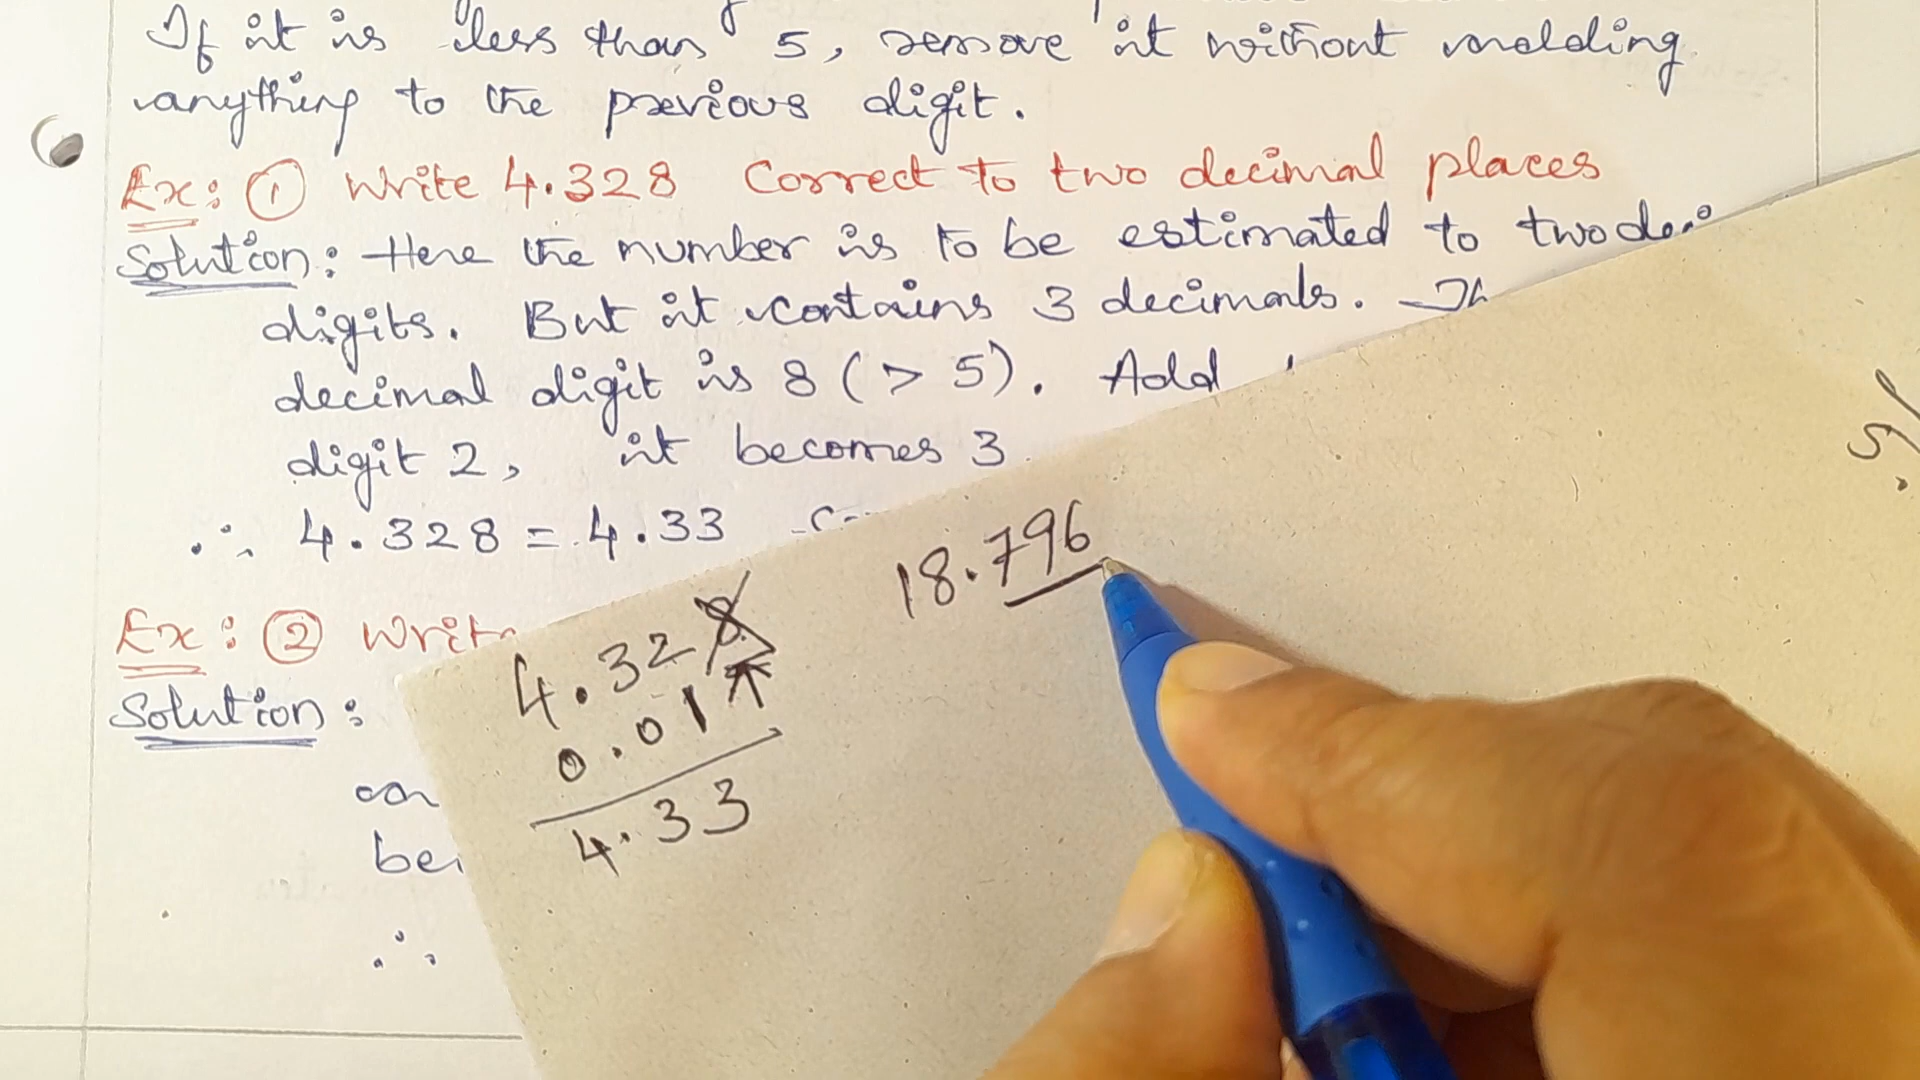 If it is less than 5, remove it without adding
anything to the previous digit.
Ex: ① Write 4.328 Correct to two decimal places
Solution: Here the number is to be estimated to two deci
digits. But it contains 3 decimals.
decimal digit is 8 (> 5). Add
digit 2, it becomes 3
∴ 4.328 = 4.33
Ex: ② Write
Solution:
∴
4.328
0.01
4.33
18.796